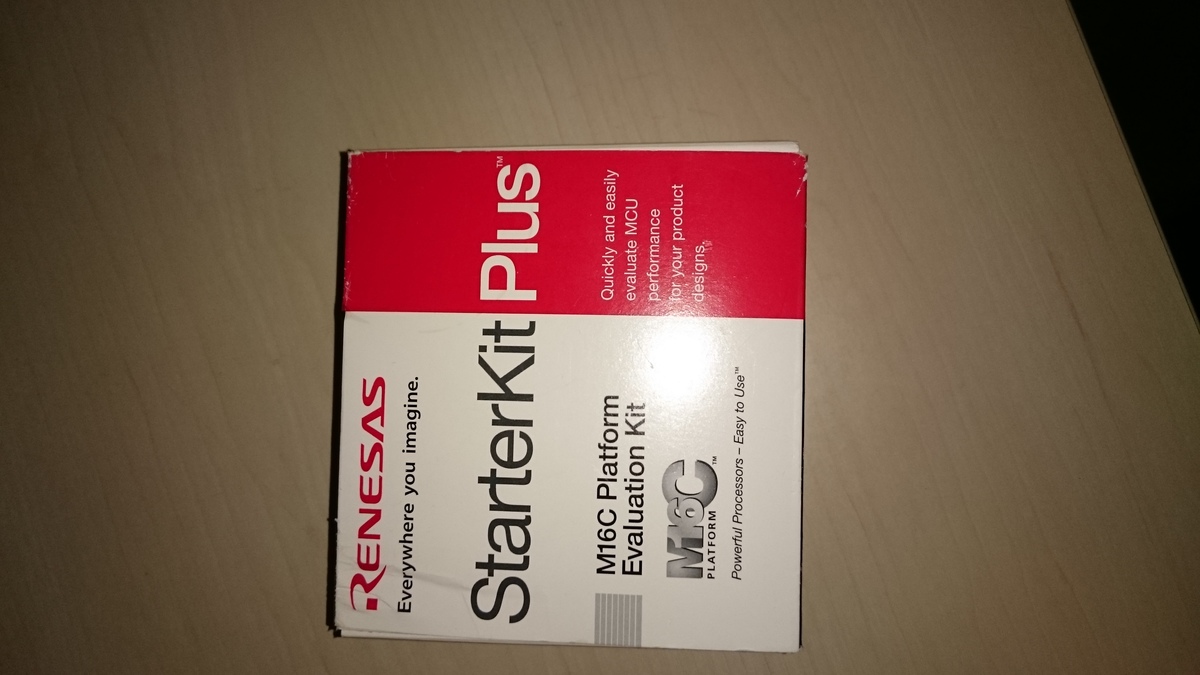 RENESAS
Everywhere you imagine.
StarterKit Plus™
M16C Platform
Evaluation Kit
M16C™
PLATFORM
Powerful Processors – Easy to Use™
Quickly and easily
evaluate MCU
performance
for your product
designs.